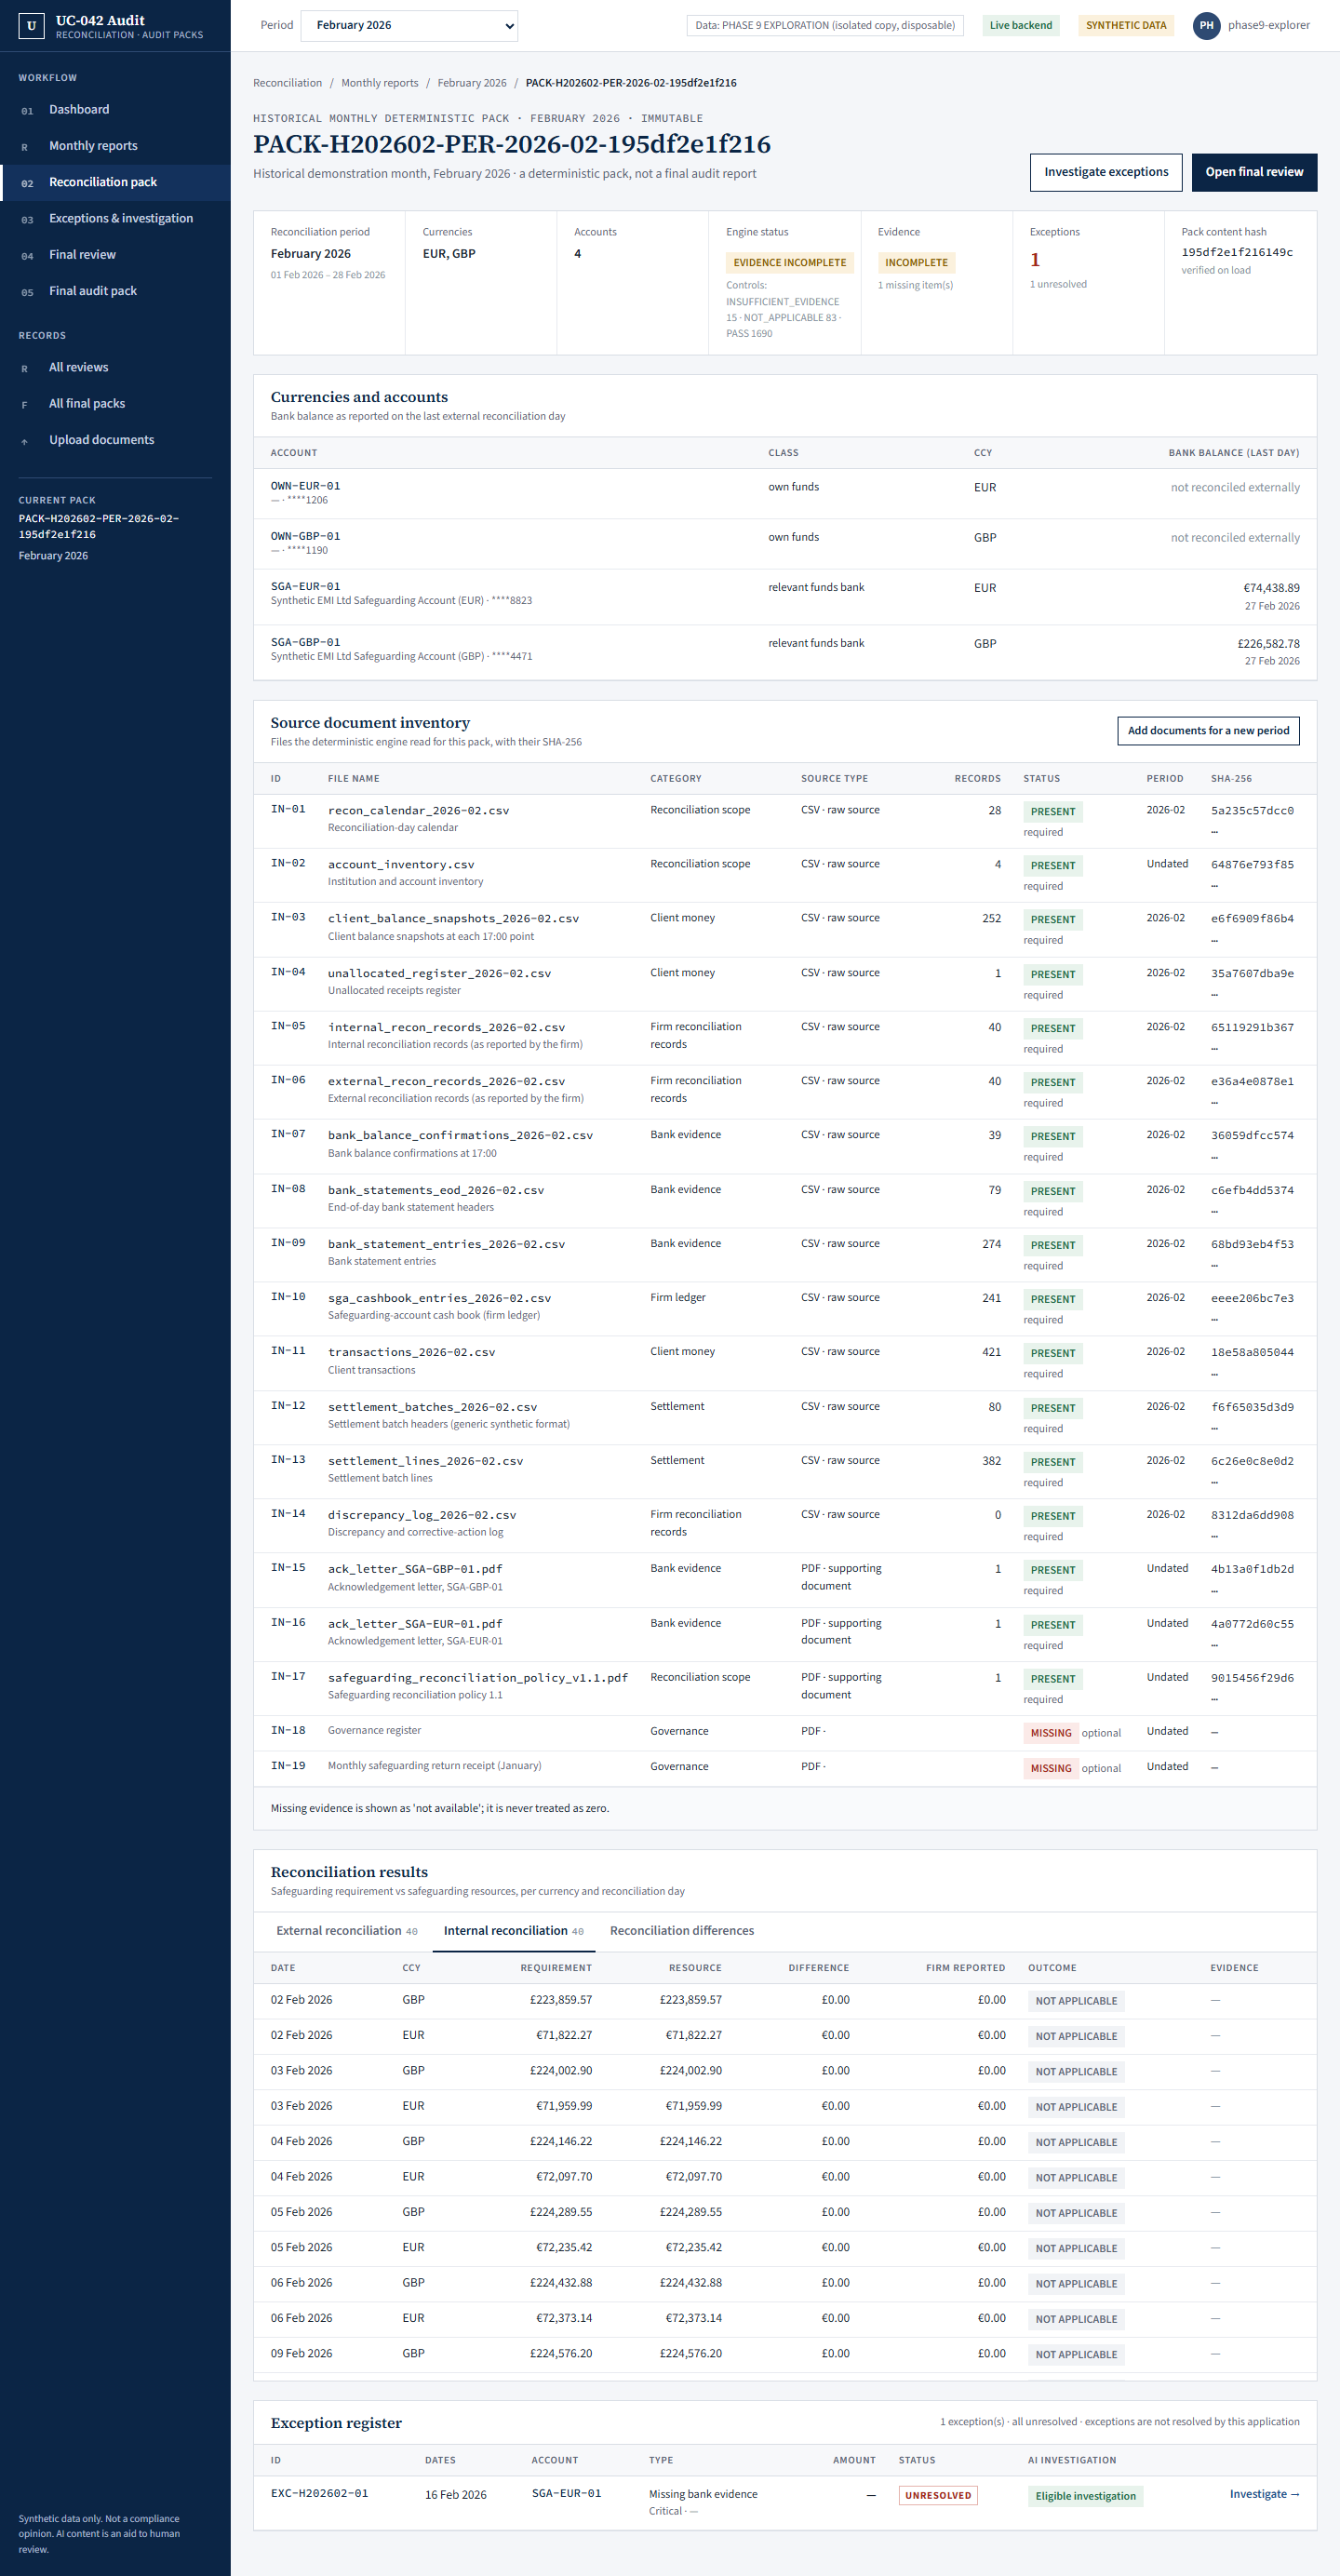 U
UC-042 Audit
RECONCILIATION · AUDIT PACKS
WORKFLOW
01 Dashboard
R Monthly reports
02 Reconciliation pack
03 Exceptions & investigation
04 Final review
05 Final audit pack
RECORDS
R All reviews
F All final packs
↑ Upload documents
CURRENT PACK
PACK-H202602-PER-2026-02-
195df2e1f216
February 2026
Synthetic data only. Not a compliance
opinion. AI content is an aid to human
review.
Period February 2026
Data: PHASE 9 EXPLORATION (isolated copy, disposable)
Live backend
SYNTHETIC DATA
PH phase9-explorer
Reconciliation / Monthly reports / February 2026 / PACK-H202602-PER-2026-02-195df2e1f216
HISTORICAL MONTHLY DETERMINISTIC PACK · FEBRUARY 2026 · IMMUTABLE
PACK-H202602-PER-2026-02-195df2e1f216
Historical demonstration month, February 2026 · a deterministic pack, not a final audit report
Investigate exceptions
Open final review
Reconciliation period
February 2026
01 Feb 2026 – 28 Feb 2026
Currencies
EUR, GBP
Accounts
4
Engine status
EVIDENCE INCOMPLETE
Controls:
INSUFFICIENT_EVIDENCE
15 · NOT_APPLICABLE 83 ·
PASS 1690
Evidence
INCOMPLETE
1 missing item(s)
Exceptions
1
1 unresolved
Pack content hash
195df2e1f216149c
verified on load
Currencies and accounts
Bank balance as reported on the last external reconciliation day
ACCOUNT CLASS CCY BANK BALANCE (LAST DAY)
OWN-EUR-01 own funds EUR not reconciled externally
— · ****1206
OWN-GBP-01 own funds GBP not reconciled externally
— · ****1190
SGA-EUR-01 relevant funds bank EUR €74,438.89
Synthetic EMI Ltd Safeguarding Account (EUR) · ****8823 27 Feb 2026
SGA-GBP-01 relevant funds bank GBP £226,582.78
Synthetic EMI Ltd Safeguarding Account (GBP) · ****4471 27 Feb 2026
Source document inventory
Files the deterministic engine read for this pack, with their SHA-256
Add documents for a new period
ID FILE NAME CATEGORY SOURCE TYPE RECORDS STATUS PERIOD SHA-256
IN-01 recon_calendar_2026-02.csv Reconciliation scope CSV · raw source 28 PRESENT 2026-02 5a235c57dcc0
Reconciliation-day calendar required …
IN-02 account_inventory.csv Reconciliation scope CSV · raw source 4 PRESENT Undated 64876e793f85
Institution and account inventory required …
IN-03 client_balance_snapshots_2026-02.csv Client money CSV · raw source 252 PRESENT 2026-02 e6f6909f86b4
Client balance snapshots at each 17:00 point required …
IN-04 unallocated_register_2026-02.csv Client money CSV · raw source 1 PRESENT 2026-02 35a7607dba9e
Unallocated receipts register required …
IN-05 internal_recon_records_2026-02.csv Firm reconciliation CSV · raw source 40 PRESENT 2026-02 65119291b367
Internal reconciliation records (as reported by the firm) records required …
IN-06 external_recon_records_2026-02.csv Firm reconciliation CSV · raw source 40 PRESENT 2026-02 e36a4e0878e1
External reconciliation records (as reported by the firm) records required …
IN-07 bank_balance_confirmations_2026-02.csv Bank evidence CSV · raw source 39 PRESENT 2026-02 36059dfcc574
Bank balance confirmations at 17:00 required …
IN-08 bank_statements_eod_2026-02.csv Bank evidence CSV · raw source 79 PRESENT 2026-02 c6efb4dd5374
End-of-day bank statement headers required …
IN-09 bank_statement_entries_2026-02.csv Bank evidence CSV · raw source 274 PRESENT 2026-02 68bd93eb4f53
Bank statement entries required …
IN-10 sga_cashbook_entries_2026-02.csv Firm ledger CSV · raw source 241 PRESENT 2026-02 eeee206bc7e3
Safeguarding-account cash book (firm ledger) required …
IN-11 transactions_2026-02.csv Client money CSV · raw source 421 PRESENT 2026-02 18e58a805044
Client transactions required …
IN-12 settlement_batches_2026-02.csv Settlement CSV · raw source 80 PRESENT 2026-02 f6f65035d3d9
Settlement batch headers (generic synthetic format) required …
IN-13 settlement_lines_2026-02.csv Settlement CSV · raw source 382 PRESENT 2026-02 6c26e0c8e0d2
Settlement batch lines required …
IN-14 discrepancy_log_2026-02.csv Firm reconciliation CSV · raw source 0 PRESENT 2026-02 8312da6dd908
Discrepancy and corrective-action log records required …
IN-15 ack_letter_SGA-GBP-01.pdf Bank evidence PDF · supporting 1 PRESENT Undated 4b13a0f1db2d
Acknowledgement letter, SGA-GBP-01 document required …
IN-16 ack_letter_SGA-EUR-01.pdf Bank evidence PDF · supporting 1 PRESENT Undated 4a0772d60c55
Acknowledgement letter, SGA-EUR-01 document required …
IN-17 safeguarding_reconciliation_policy_v1.1.pdf Reconciliation scope PDF · supporting 1 PRESENT Undated 9015456f29d6
Safeguarding reconciliation policy 1.1 document required …
IN-18 Governance register Governance PDF · MISSING optional Undated —
IN-19 Monthly safeguarding return receipt (January) Governance PDF · MISSING optional Undated —
Missing evidence is shown as 'not available'; it is never treated as zero.
Reconciliation results
Safeguarding requirement vs safeguarding resources, per currency and reconciliation day
External reconciliation 40 Internal reconciliation 40 Reconciliation differences
DATE CCY REQUIREMENT RESOURCE DIFFERENCE FIRM REPORTED OUTCOME EVIDENCE
02 Feb 2026 GBP £223,859.57 £223,859.57 £0.00 £0.00 NOT APPLICABLE —
02 Feb 2026 EUR €71,822.27 €71,822.27 €0.00 €0.00 NOT APPLICABLE —
03 Feb 2026 GBP £224,002.90 £224,002.90 £0.00 £0.00 NOT APPLICABLE —
03 Feb 2026 EUR €71,959.99 €71,959.99 €0.00 €0.00 NOT APPLICABLE —
04 Feb 2026 GBP £224,146.22 £224,146.22 £0.00 £0.00 NOT APPLICABLE —
04 Feb 2026 EUR €72,097.70 €72,097.70 €0.00 €0.00 NOT APPLICABLE —
05 Feb 2026 GBP £224,289.55 £224,289.55 £0.00 £0.00 NOT APPLICABLE —
05 Feb 2026 EUR €72,235.42 €72,235.42 €0.00 €0.00 NOT APPLICABLE —
06 Feb 2026 GBP £224,432.88 £224,432.88 £0.00 £0.00 NOT APPLICABLE —
06 Feb 2026 EUR €72,373.14 €72,373.14 €0.00 €0.00 NOT APPLICABLE —
09 Feb 2026 GBP £224,576.20 £224,576.20 £0.00 £0.00 NOT APPLICABLE —
Exception register
1 exception(s) · all unresolved · exceptions are not resolved by this application
ID DATES ACCOUNT TYPE AMOUNT STATUS AI INVESTIGATION
EXC-H202602-01 16 Feb 2026 SGA-EUR-01 Missing bank evidence — UNRESOLVED Eligible investigation Investigate →
Critical · —